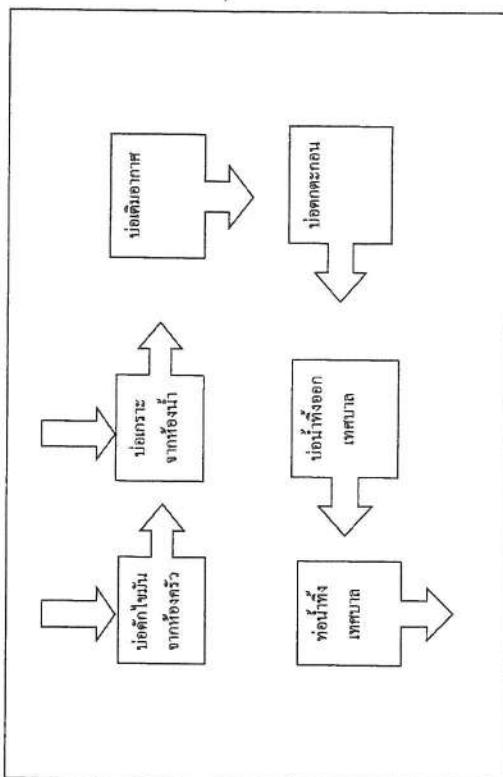 บ่อดักไขมัน
จากห้องครัว
บ่อเกราะ
จากห้องน้ำ
บ่อเติมอากาศ
บ่อตกตะกอน
บ่อน้ำทิ้งออก
เทศบาล
ท่อน้ำทิ้ง
เทศบาล